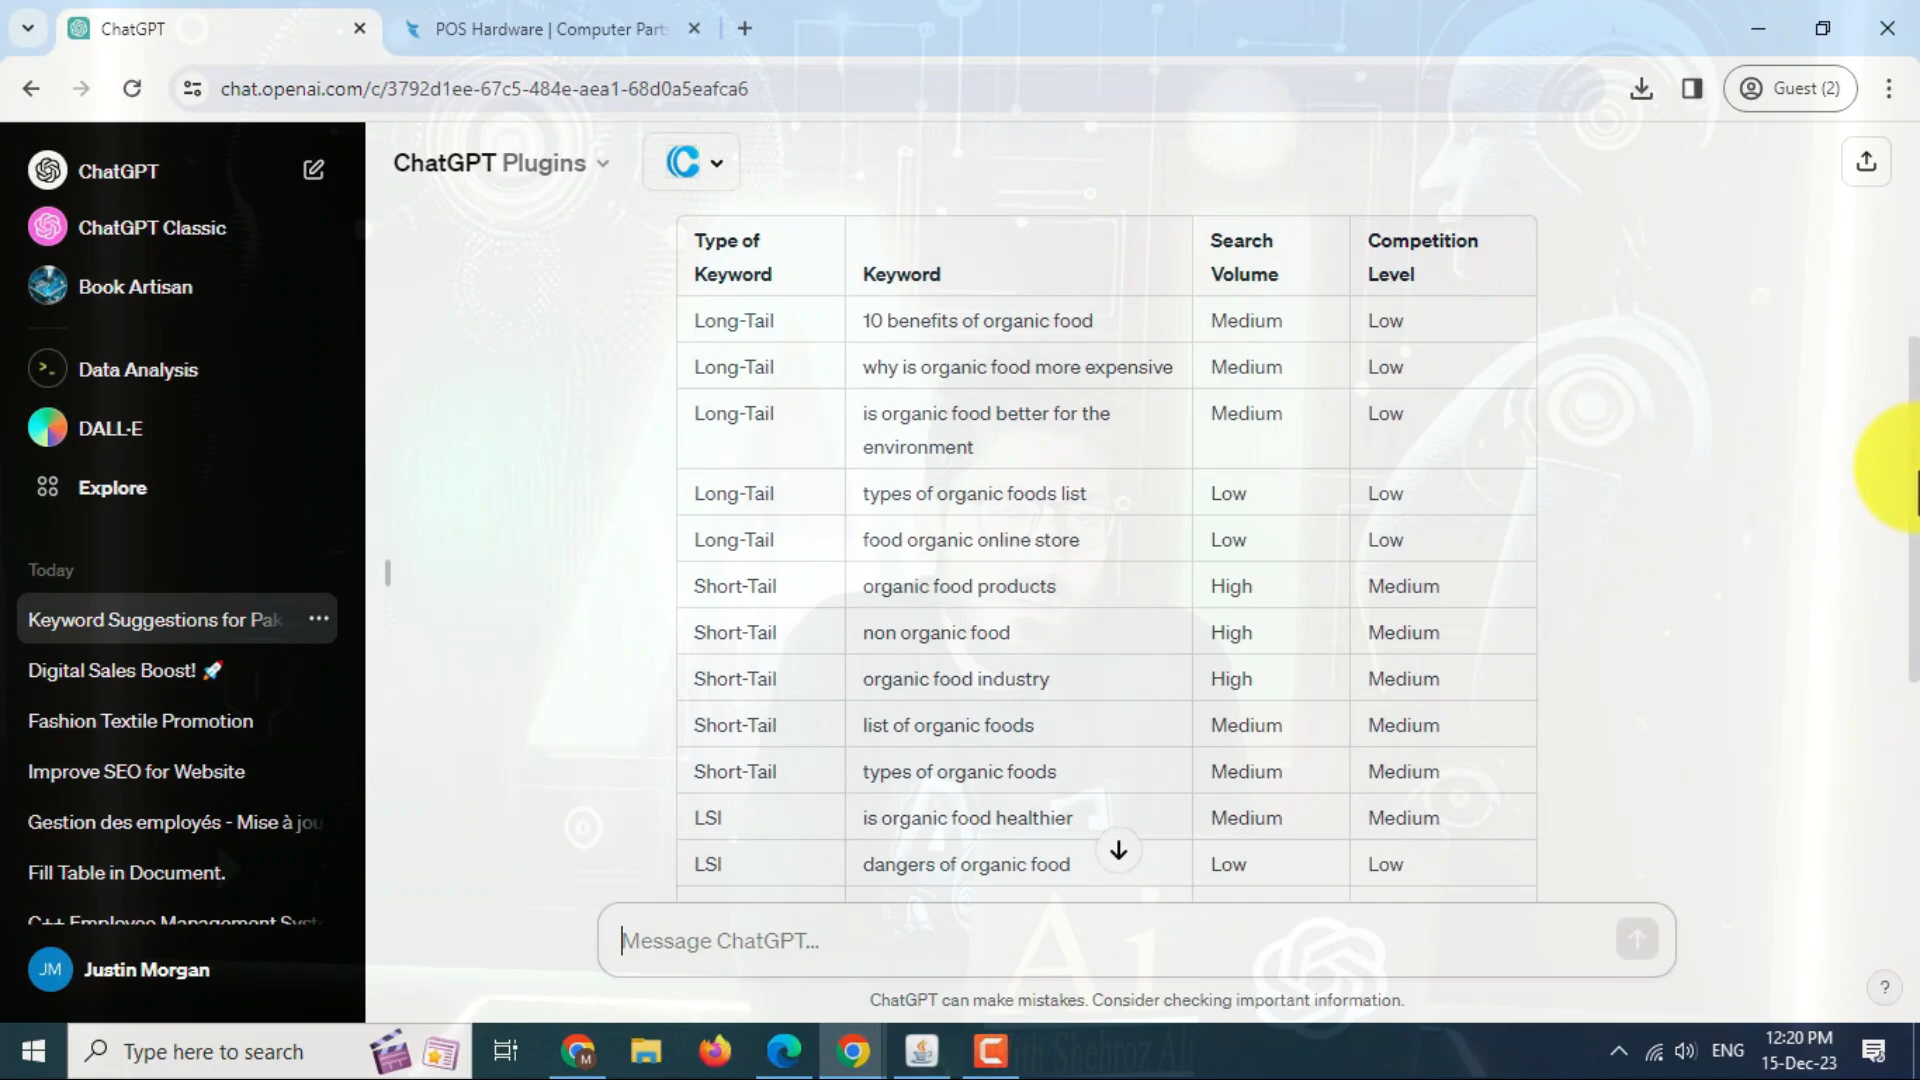 ChatGPT
POS Hardware | Computer Part
chat.openai.com/c/3792d1ee-67c5-484e-aea1-68d0a5eafca6
Guest (2)
ChatGPT
ChatGPT Classic
Book Artisan
Data Analysis
DALL·E
Explore
Today
Keyword Suggestions for Pak
Digital Sales Boost! 🚀
Fashion Textile Promotion
Improve SEO for Website
Gestion des employés - Mise à jou
Fill Table in Document.
C++ Employee Management Syst
JM Justin Morgan
ChatGPT Plugins
Type of Keyword Keyword Search Volume Competition Level
Long-Tail 10 benefits of organic food Medium Low
Long-Tail why is organic food more expensive Medium Low
Long-Tail is organic food better for the environment Medium Low
Long-Tail types of organic foods list Low Low
Long-Tail food organic online store Low Low
Short-Tail organic food products High Medium
Short-Tail non organic food High Medium
Short-Tail organic food industry High Medium
Short-Tail list of organic foods Medium Medium
Short-Tail types of organic foods Medium Medium
LSI is organic food healthier Medium Medium
LSI dangers of organic food Low Low
Message ChatGPT...
Ai
ChatGPT can make mistakes. Consider checking important information.
?
Type here to search
M
ENG
12:20 PM
15-Dec-23